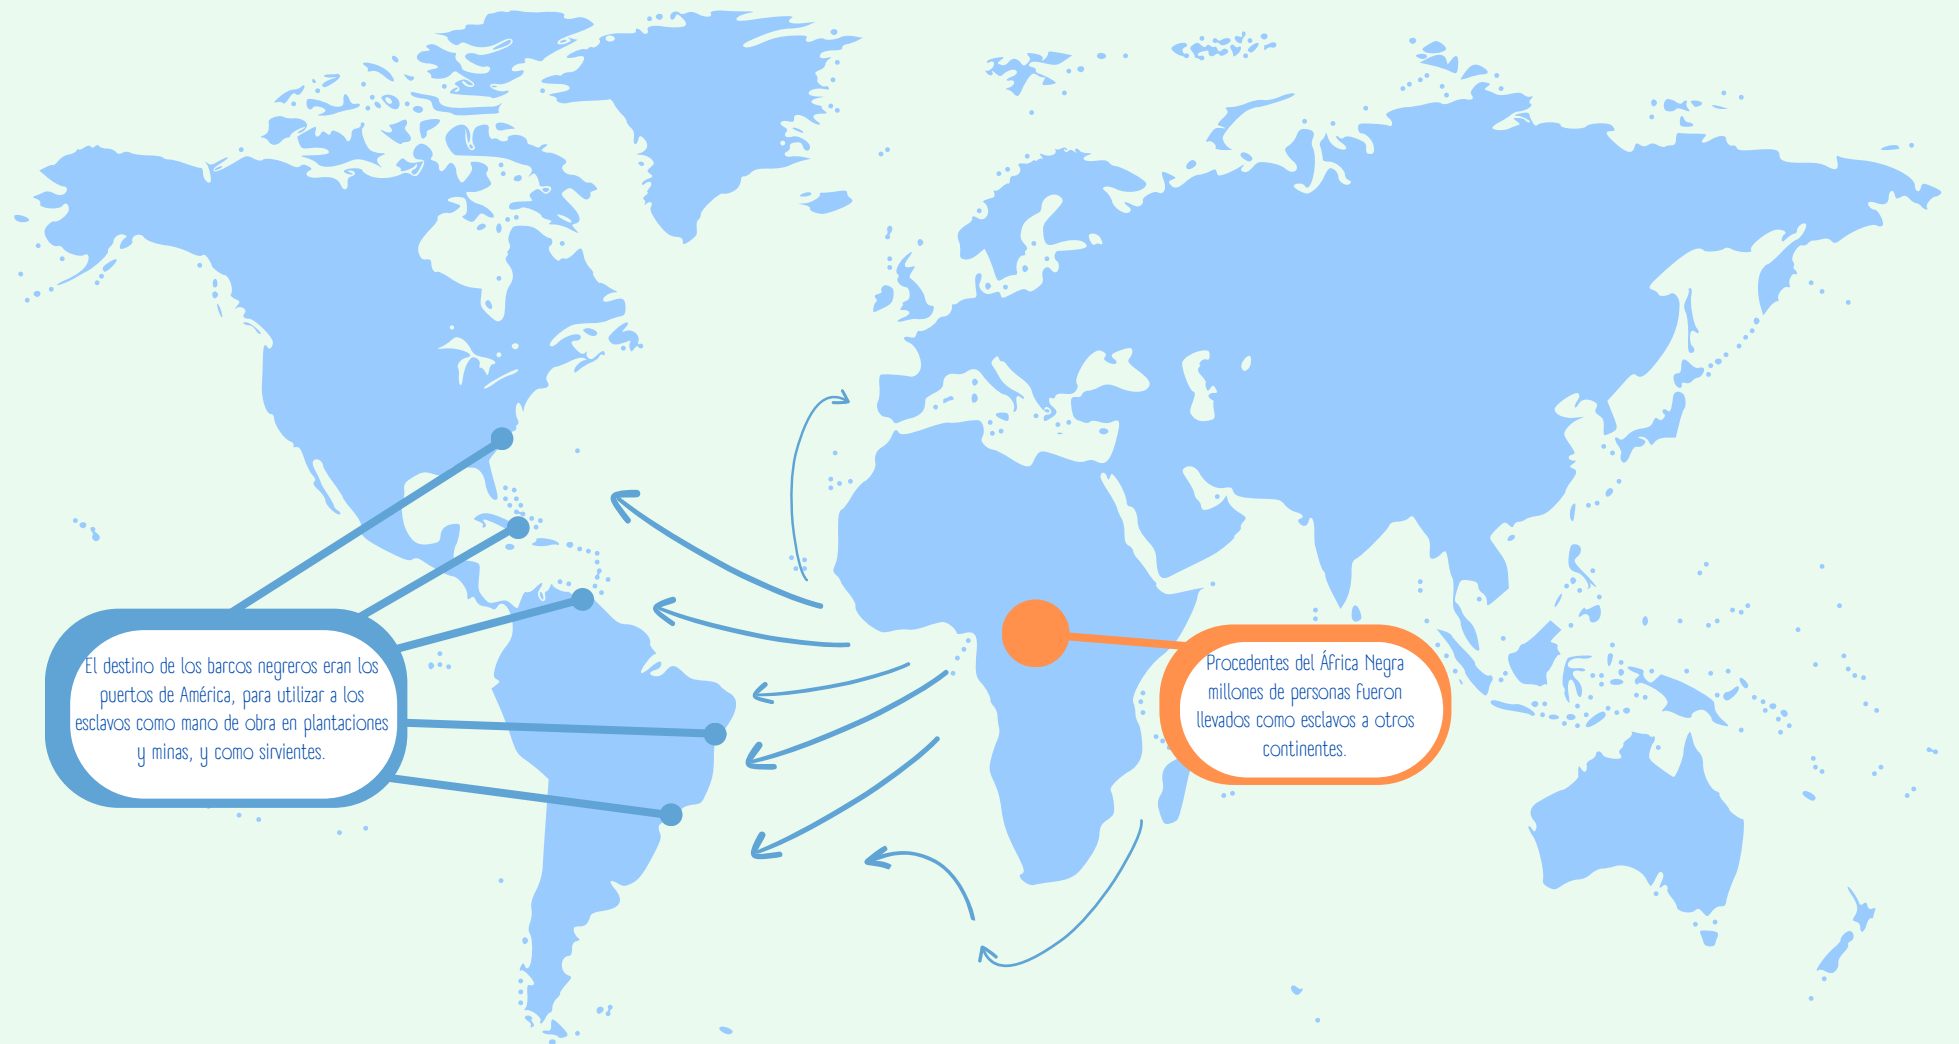 El destino de los barcos negreros eran los
puertos de América, para utilizar a los
esclavos como mano de obra en plantaciones
y minas, y como sirvientes.
Procedentes del África Negra
millones de personas fueron
llevados como esclavos a otros
continentes.